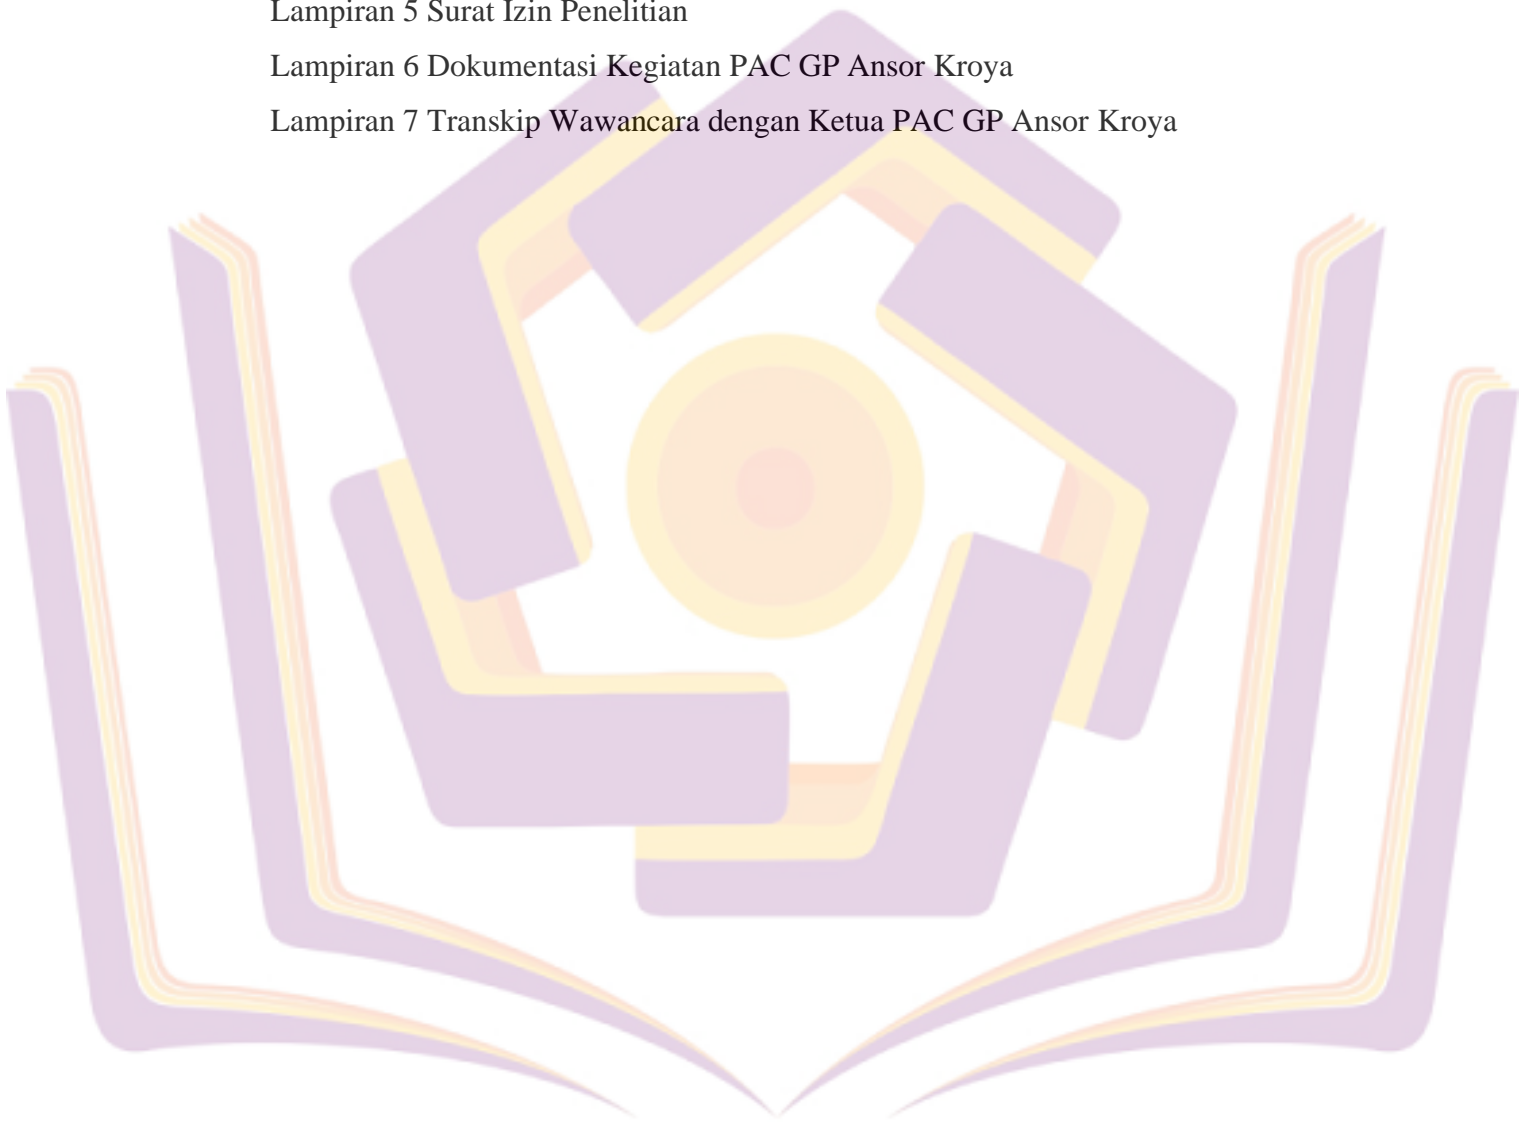 Lampiran 5 Surat Izin Penelitian
Lampiran 6 Dokumentasi Kegiatan PAC GP Ansor Kroya
Lampiran 7 Transkip Wawancara dengan Ketua PAC GP Ansor Kroya